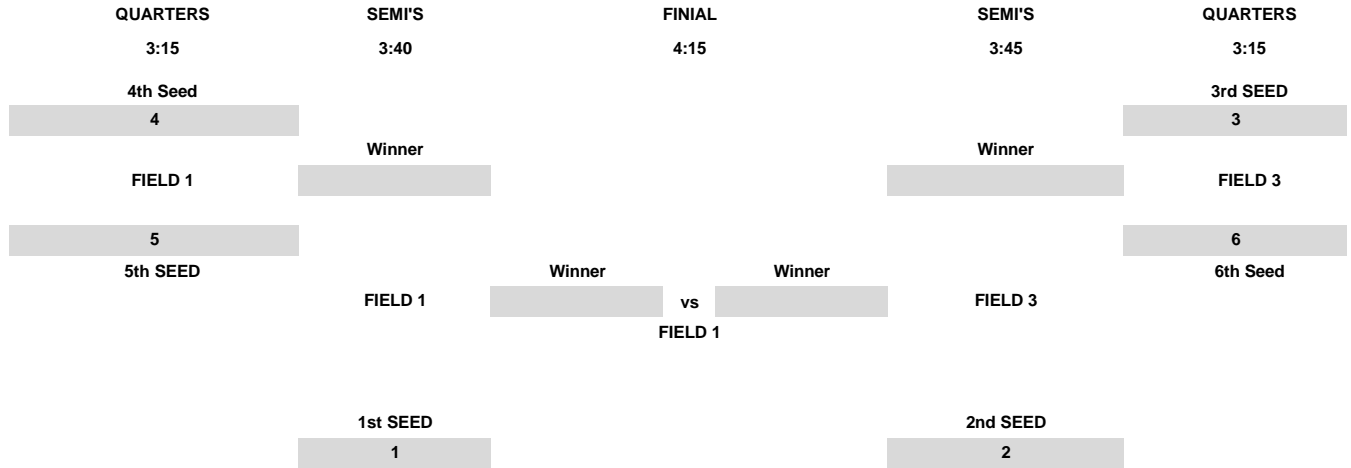 QUARTERS SEMI'S FINIAL SEMI'S QUARTERS
3:15 3:40 4:15 3:45 3:15
4th Seed 3rd SEED
4 3
Winner Winner
FIELD 1 FIELD 3
5 6
5th SEED Winner Winner 6th Seed
FIELD 1 vs FIELD 3
FIELD 1
1st SEED 2nd SEED
1 2